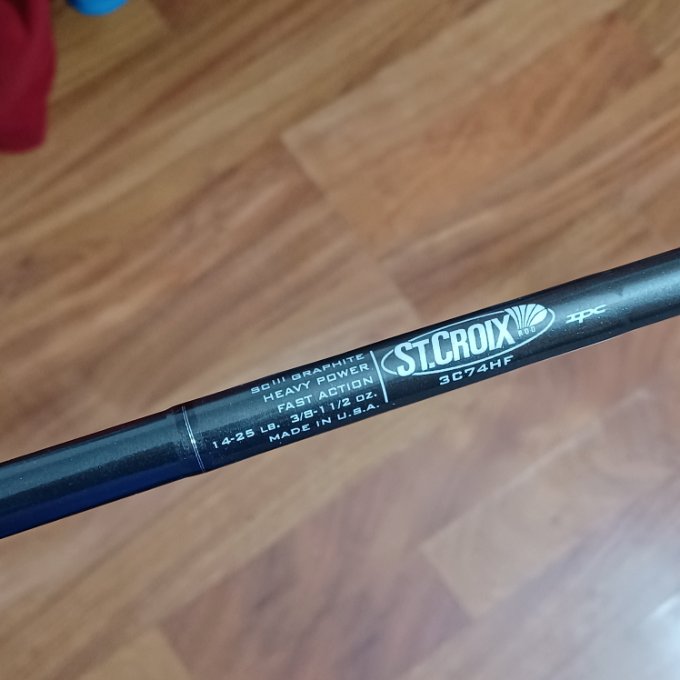 SCIII GRAPHITE
HEAVY POWER
FAST ACTION
14-25 LB. 3/8-1 1/2 OZ.
MADE IN U.S.A.
ST.CROIX
ROD
3C74HF
IPC